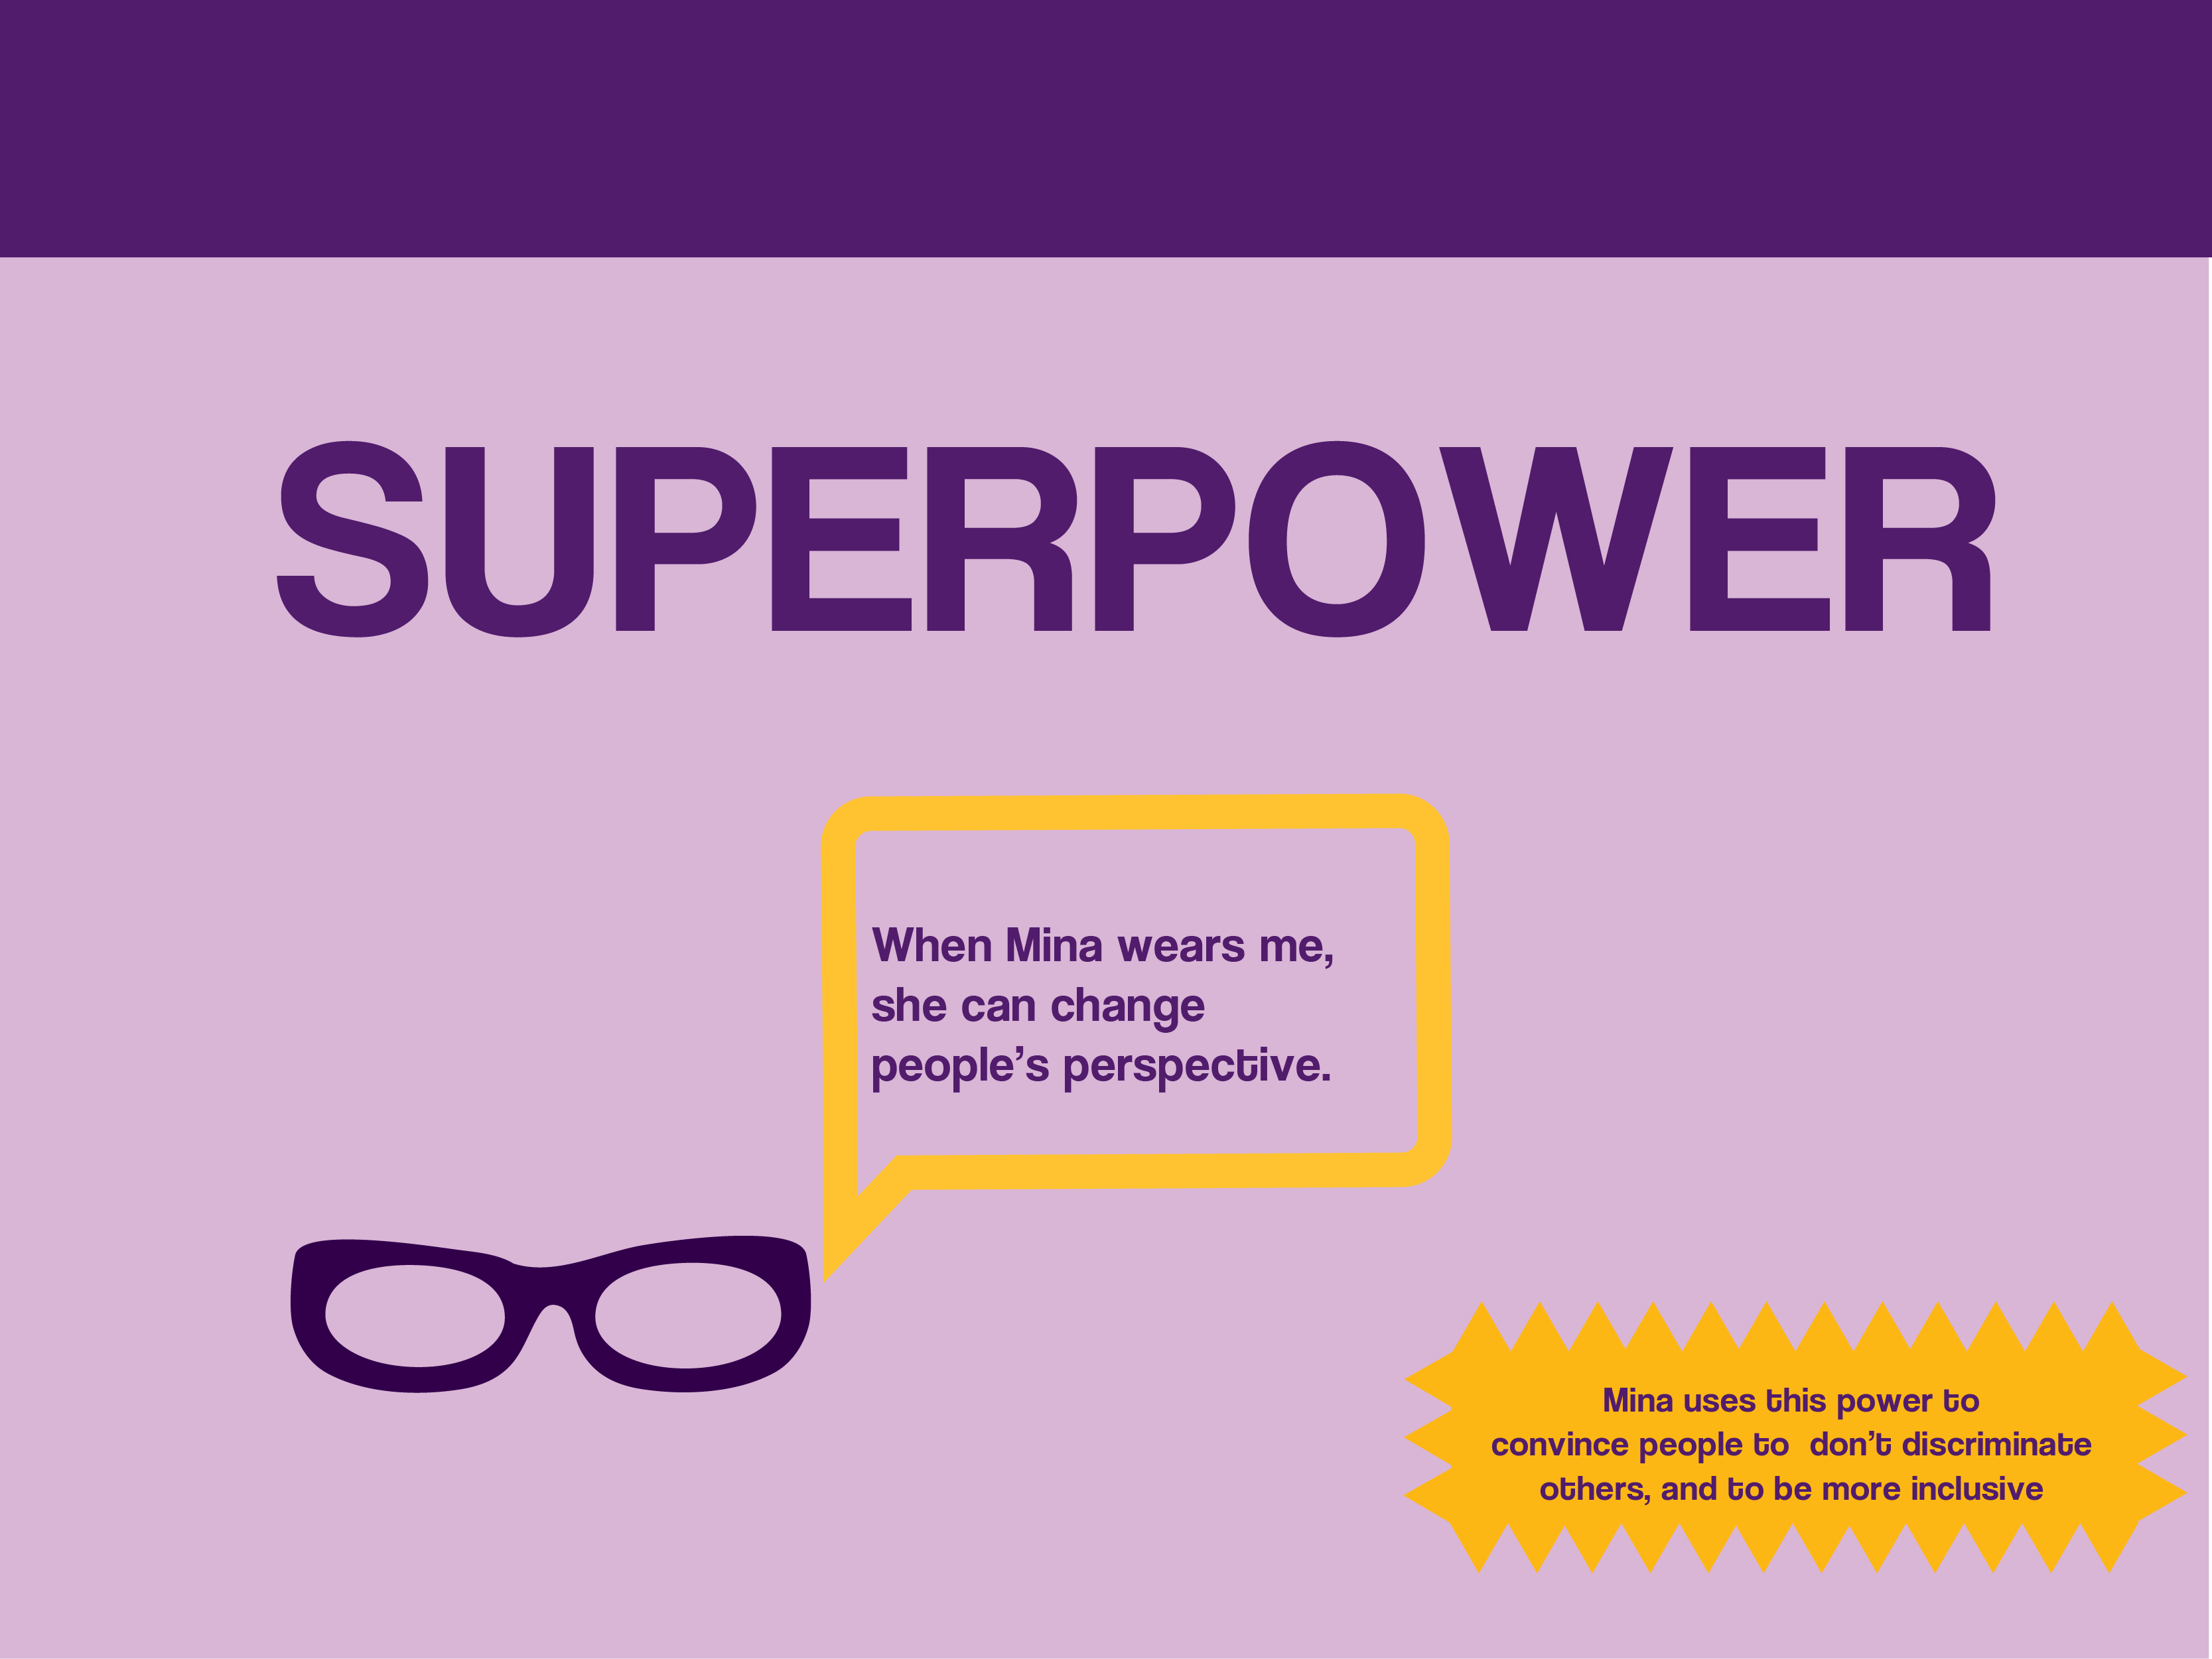 SUPERPOWER
When Mina wears me,
she can change
people’s perspective.
Mina uses this power to
convince people to  don’t discriminate
others, and to be more inclusive